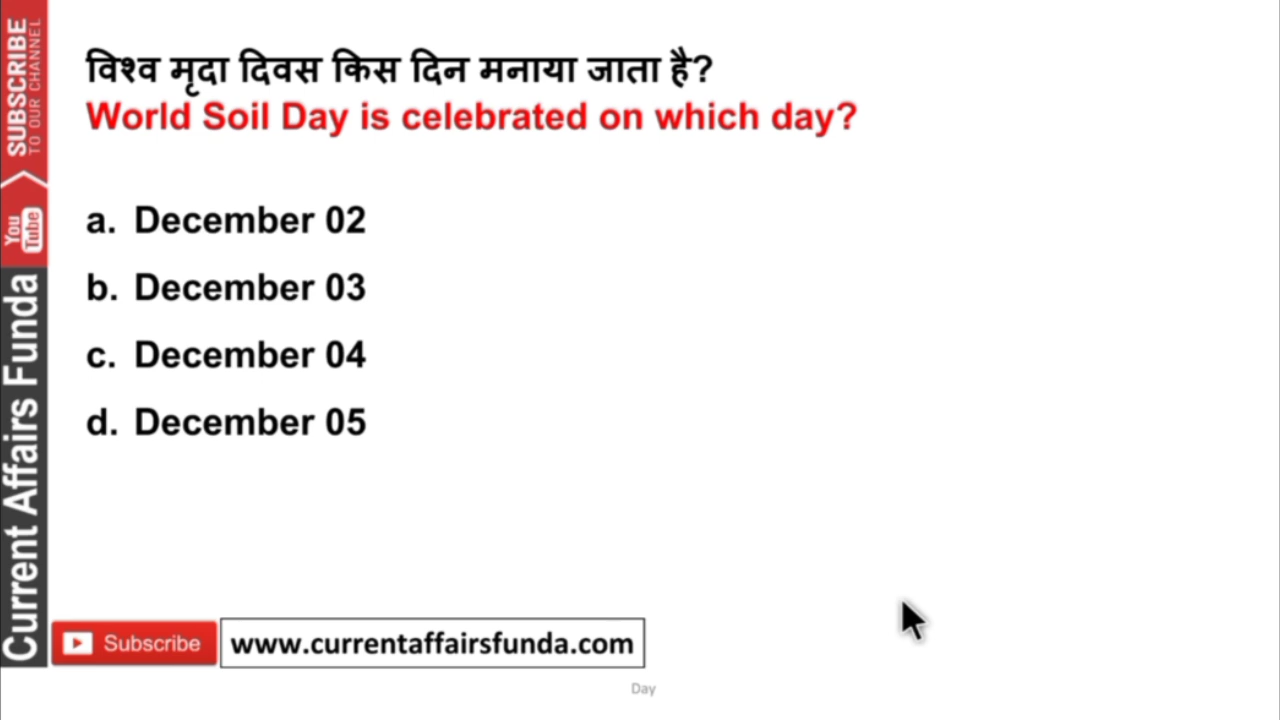 विश्व मृदा दिवस किस दिन मनाया जाता है?
World Soil Day is celebrated on which day?
a. December 02
b. December 03
c. December 04
d. December 05
SUBSCRIBE
TO OUR CHANNEL
You
Tube
Current Affairs Funda
Subscribe
www.currentaffairsfunda.com
Day